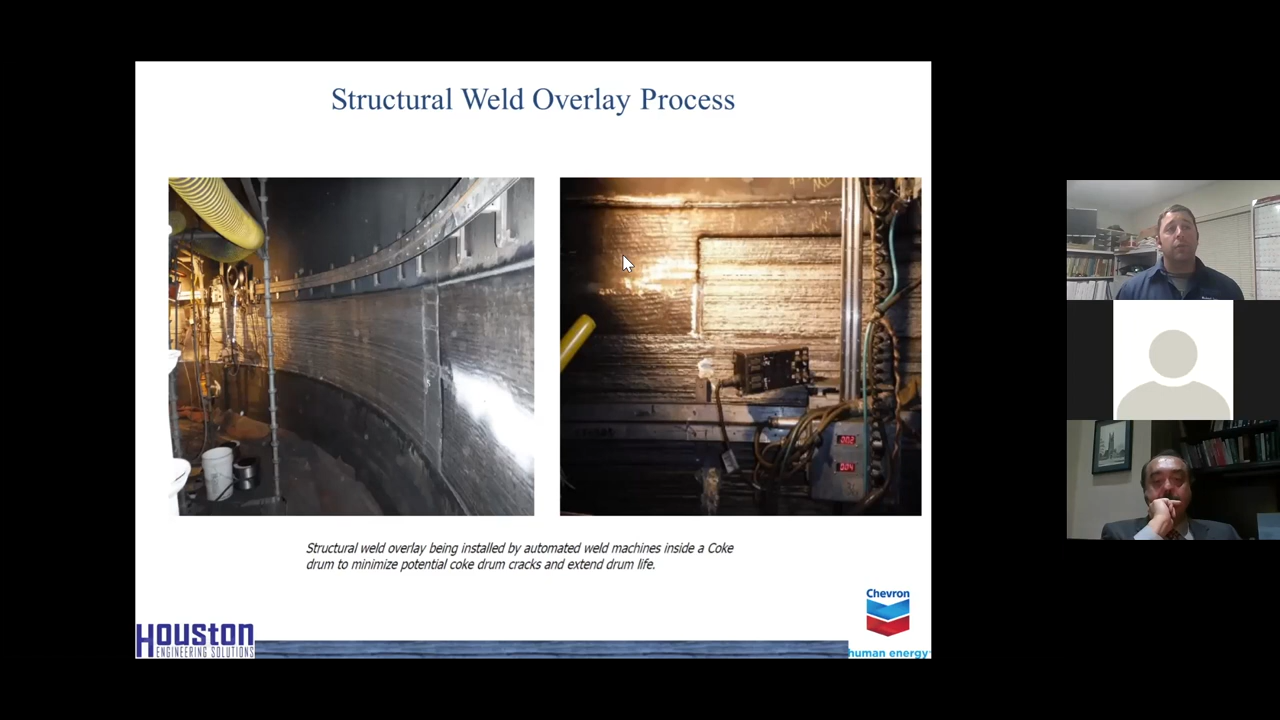 Structural Weld Overlay Process
Structural weld overlay being installed by automated weld machines inside a Coke
drum to minimize potential coke drum cracks and extend drum life.
Chevron
HOUSTON
ENGINEERING SOLUTIONS
human energy